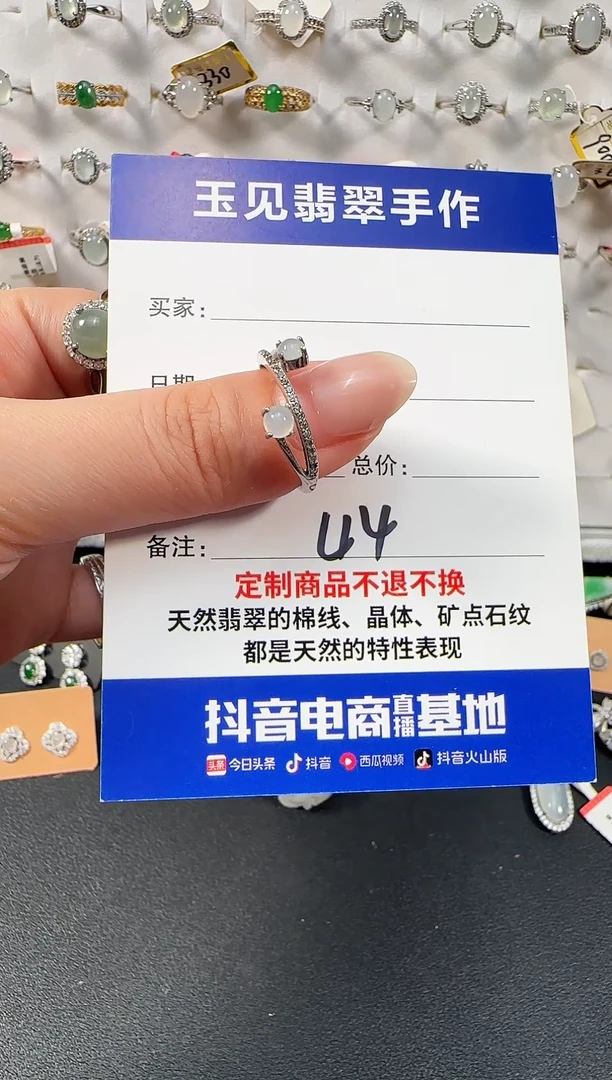 玉见翡翠手作
买家:
日期
总价:
备注: U4
定制商品不退不换
天然翡翠的棉线、晶体、矿点石纹
都是天然的特性表现
抖音电商直播基地
头条 今日头条 抖音 西瓜视频 抖音火山版